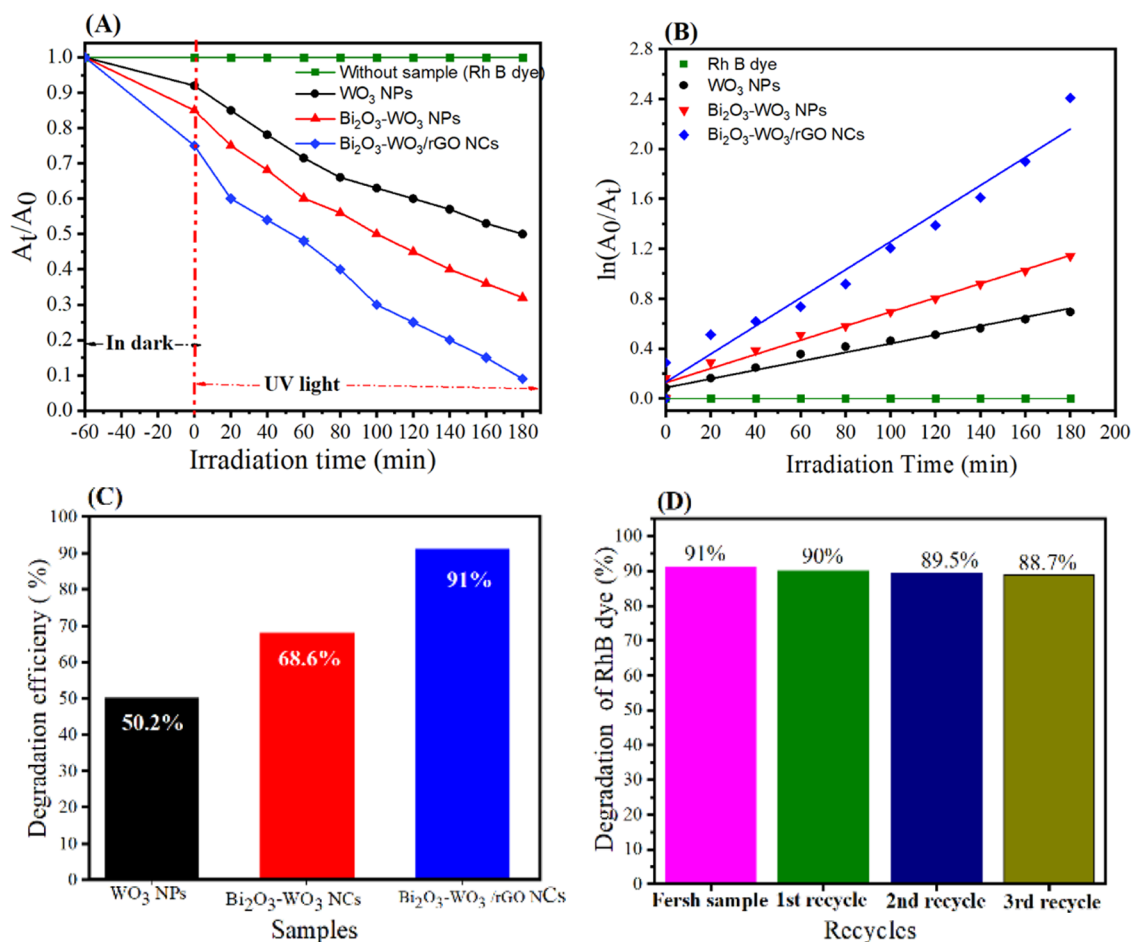 (A)
1.0
0.9
0.8
0.7
0.6
0.5
0.4
0.3
0.2
0.1
0.0
At/A0
Without sample (Rh B dye)
WO3 NPs
Bi2O3-WO3 NPs
Bi2O3-WO3/rGO NCs
In dark
UV light
-60 -40 -20 0 20 40 60 80 100 120 140 160 180
Irradiation time (min)
(B)
2.8
2.4
2.0
1.6
1.2
0.8
0.4
0.0
ln(A0/At)
Rh B dye
WO3 NPs
Bi2O3-WO3 NPs
Bi2O3-WO3/rGO NCs
0 20 40 60 80 100 120 140 160 180 200
Irradiation Time (min)
(C)
100
90
80
70
60
50
40
30
20
10
0
Degradation efficieny ( %)
50.2%
68.6%
91%
WO3 NPs
Bi2O3-WO3 NCs
Bi2O3-WO3 /rGO NCs
Samples
(D)
100
90
80
70
60
50
40
30
20
10
0
Degradation of RhB dye (%)
91%
90%
89.5%
88.7%
Fersh sample
1st recycle
2nd recycle
3rd recycle
Recycles